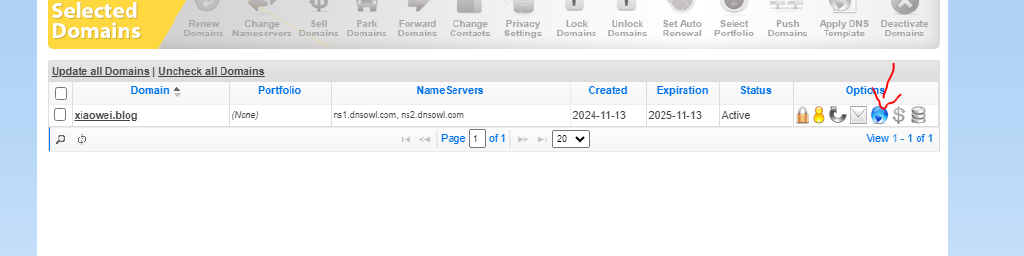 Selected
Domains
Renew
Domains
Change
Nameservers
Sell
Domains
Park
Domains
Forward
Domains
Change
Contacts
Privacy
Settings
Lock
Domains
Unlock
Domains
Set Auto
Renewal
Select
Portfolio
Push
Domains
Apply DNS
Template
Deactivate
Domains
Update all Domains | Uncheck all Domains
Domain Portfolio NameServers Created Expiration Status Options
xiaowei.blog (None) ns1.dnsowl.com, ns2.dnsowl.com 2024-11-13 2025-11-13 Active
Page 1 of 1 20 View 1 - 1 of 1